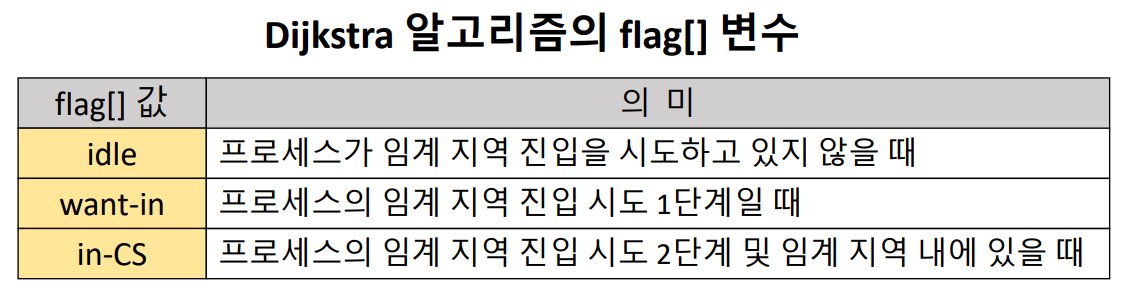 Dijkstra 알고리즘의 flag[] 변수
flag[] 값 의 미
idle 프로세스가 임계 지역 진입을 시도하고 있지 않을 때
want-in 프로세스의 임계 지역 진입 시도 1단계일 때
in-CS 프로세스의 임계 지역 진입 시도 2단계 및 임계 지역 내에 있을 때